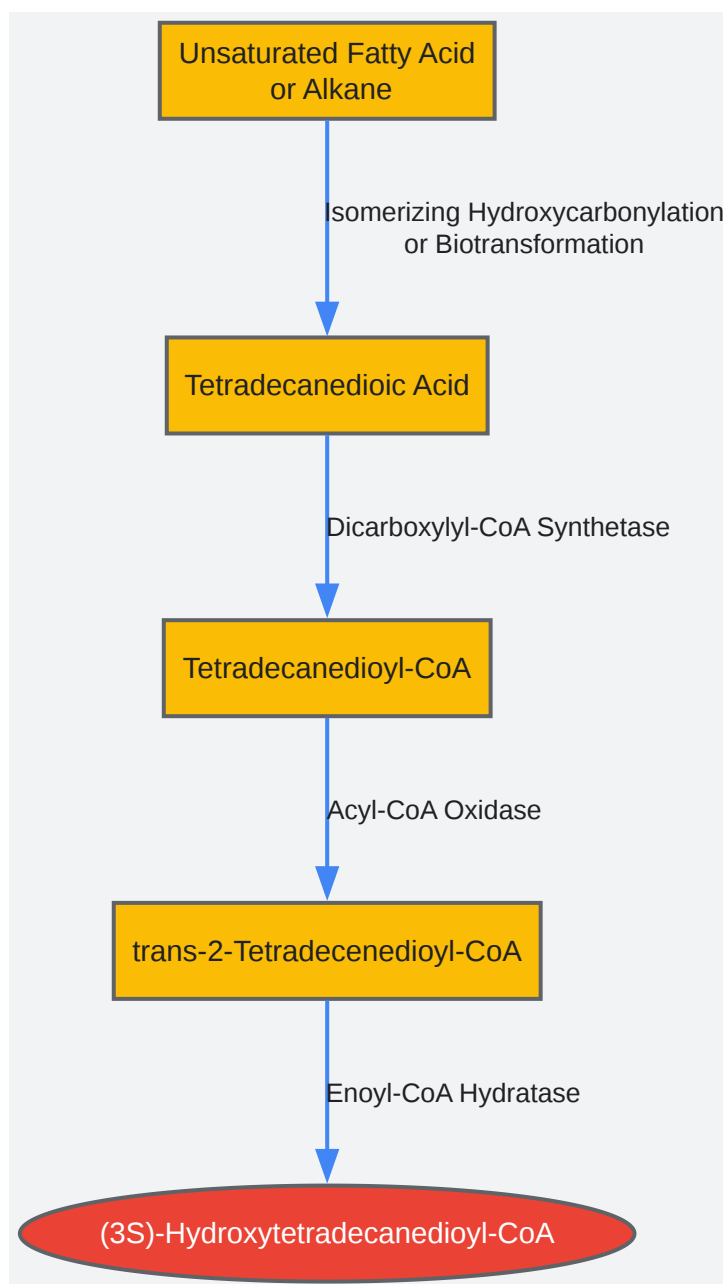 Unsaturated Fatty Acid
or Alkane
Isomerizing Hydroxycarbonylation
or Biotransformation
Tetradecanedioic Acid
Dicarboxylyl-CoA Synthetase
Tetradecanedioyl-CoA
Acyl-CoA Oxidase
trans-2-Tetradecenedioyl-CoA
Enoyl-CoA Hydratase
(3S)-Hydroxytetradecanedioyl-CoA